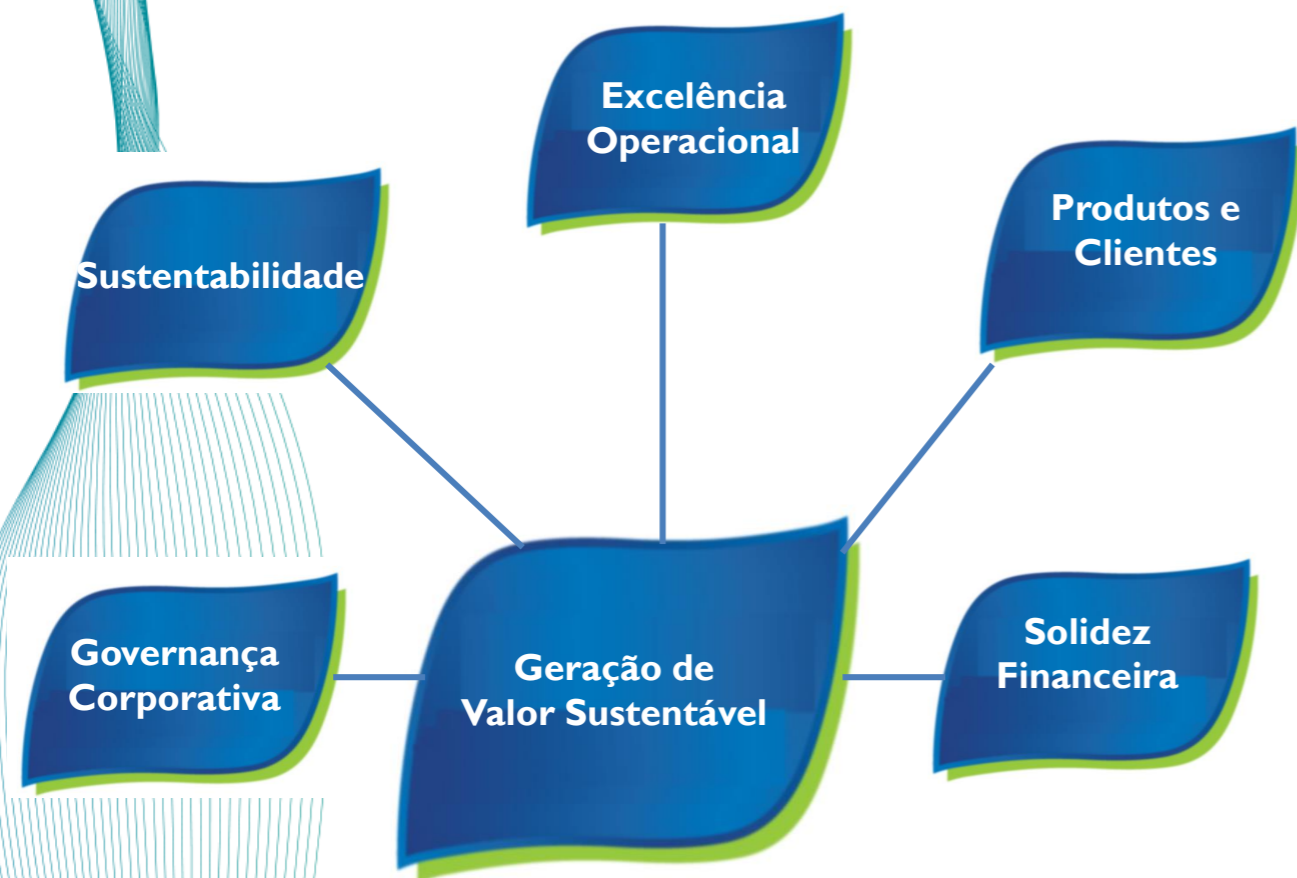 Excelência
Operacional
Produtos e
Clientes
Sustentabilidade
Governança
Corporativa
Geração de
Valor Sustentável
Solidez
Financeira